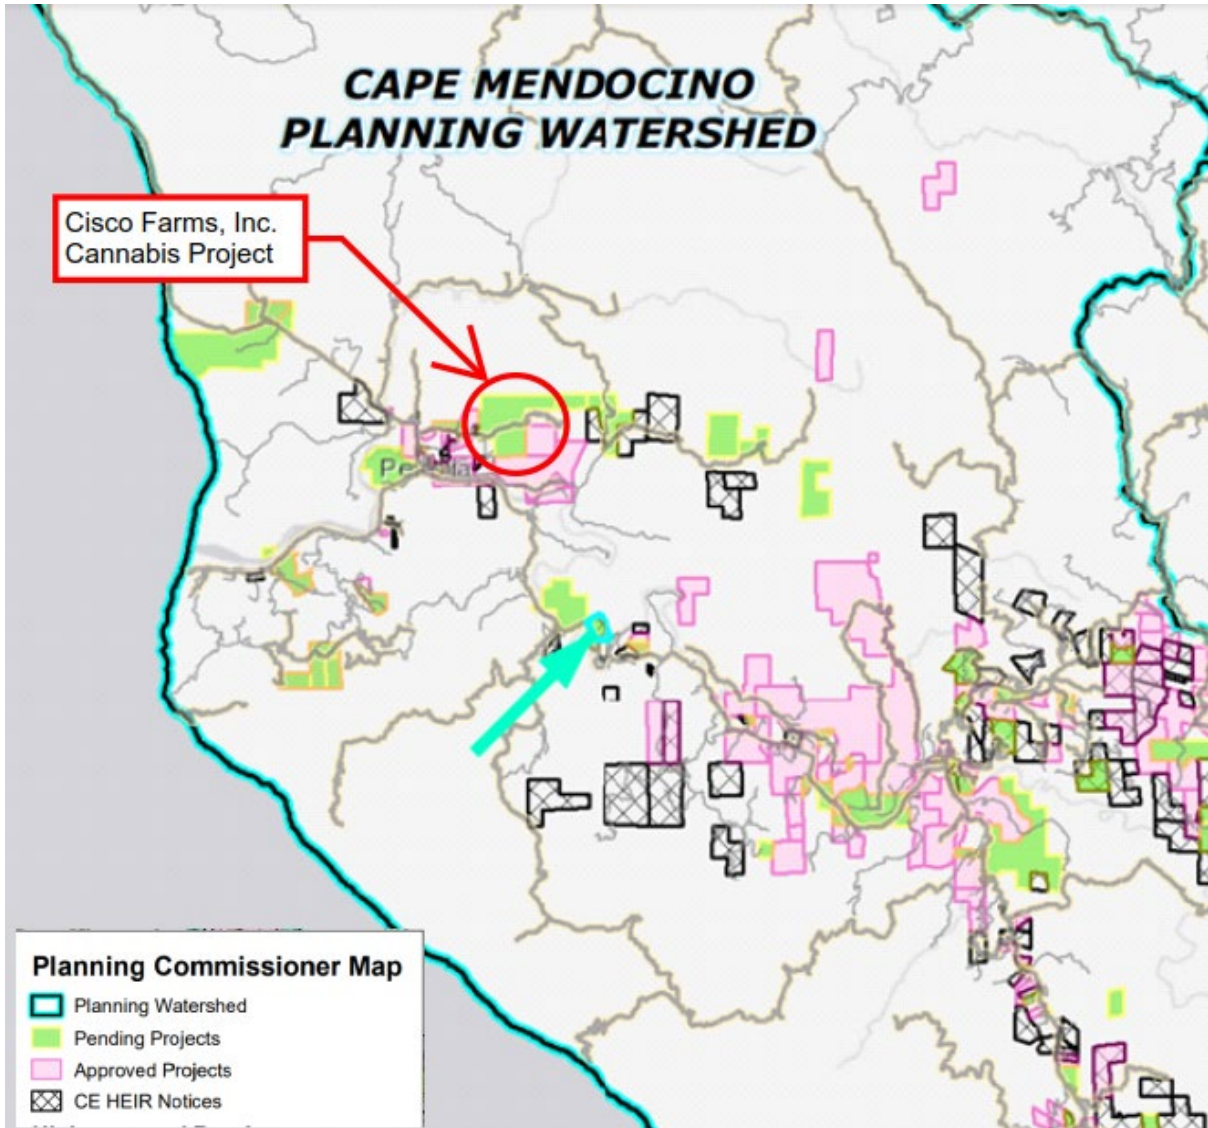 CAPE MENDOCINO
PLANNING WATERSHED
Cisco Farms, Inc.
Cannabis Project
Planning Commissioner Map
Planning Watershed
Pending Projects
Approved Projects
CE HEIR Notices